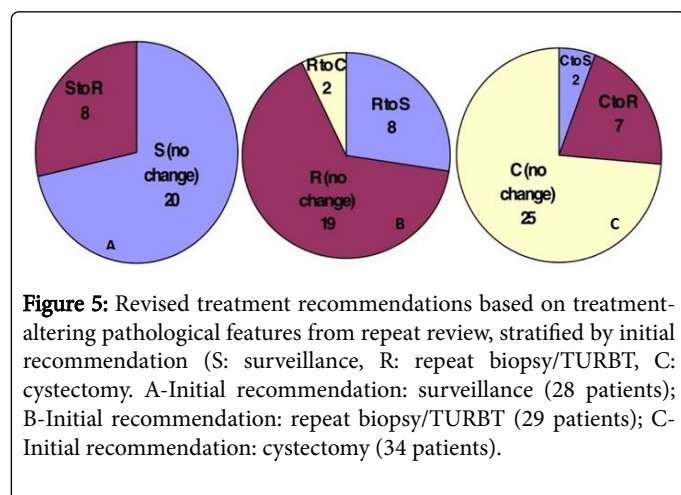 StoR
8
S (no
change)
20
A
RtoC
2
RtoS
8
R (no
change)
19
B
CtoS
2
CtoR
7
C (no
change)
25
C
Figure 5: Revised treatment recommendations based on treatment-
altering pathological features from repeat review, stratified by initial
recommendation (S: surveillance, R: repeat biopsy/TURBT, C:
cystectomy. A-Initial recommendation: surveillance (28 patients);
B-Initial recommendation: repeat biopsy/TURBT (29 patients); C-
Initial recommendation: cystectomy (34 patients).